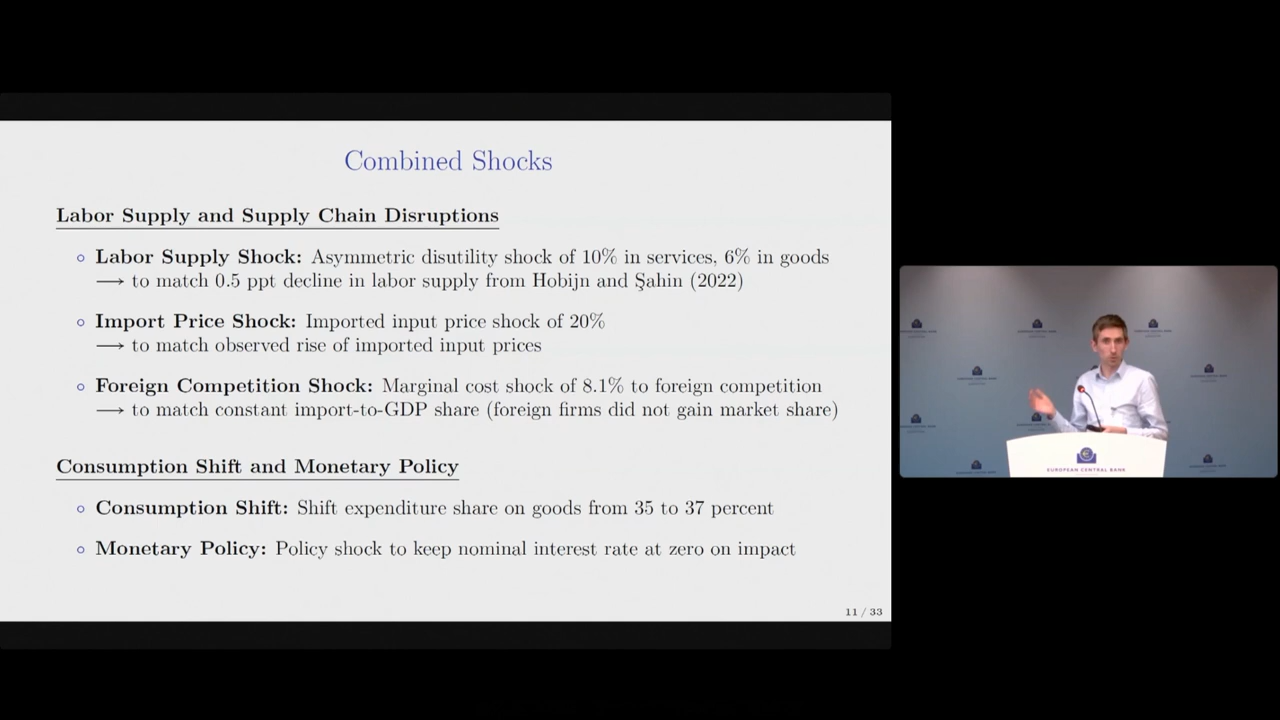 Combined Shocks
Labor Supply and Supply Chain Disruptions
◦ Labor Supply Shock: Asymmetric disutility shock of 10% in services, 6% in goods
⟶ to match 0.5 ppt decline in labor supply from Hobijn and Şahin (2022)
◦ Import Price Shock: Imported input price shock of 20%
⟶ to match observed rise of imported input prices
◦ Foreign Competition Shock: Marginal cost shock of 8.1% to foreign competition
⟶ to match constant import-to-GDP share (foreign firms did not gain market share)
Consumption Shift and Monetary Policy
◦ Consumption Shift: Shift expenditure share on goods from 35 to 37 percent
◦ Monetary Policy: Policy shock to keep nominal interest rate at zero on impact
11 / 33
EUROPEAN CENTRAL BANK